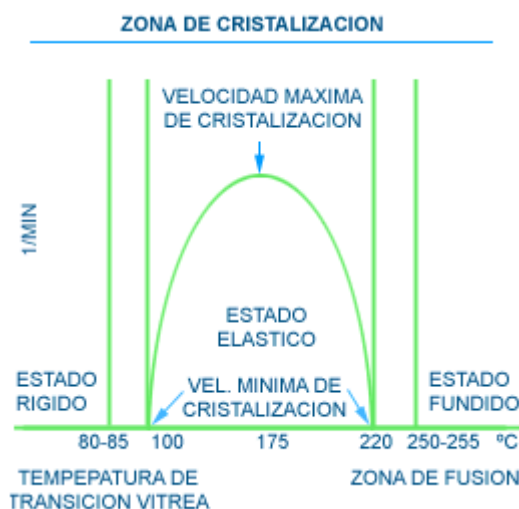 ZONA DE CRISTALIZACION
VELOCIDAD MAXIMA
DE CRISTALIZACION
1/MIN
ESTADO
ELASTICO
ESTADO
RIGIDO
VEL. MINIMA DE
CRISTALIZACION
ESTADO
FUNDIDO
80-85 100 175 220 250-255 ºC
TEMPEPATURA DE
TRANSICION VITREA
ZONA DE FUSION